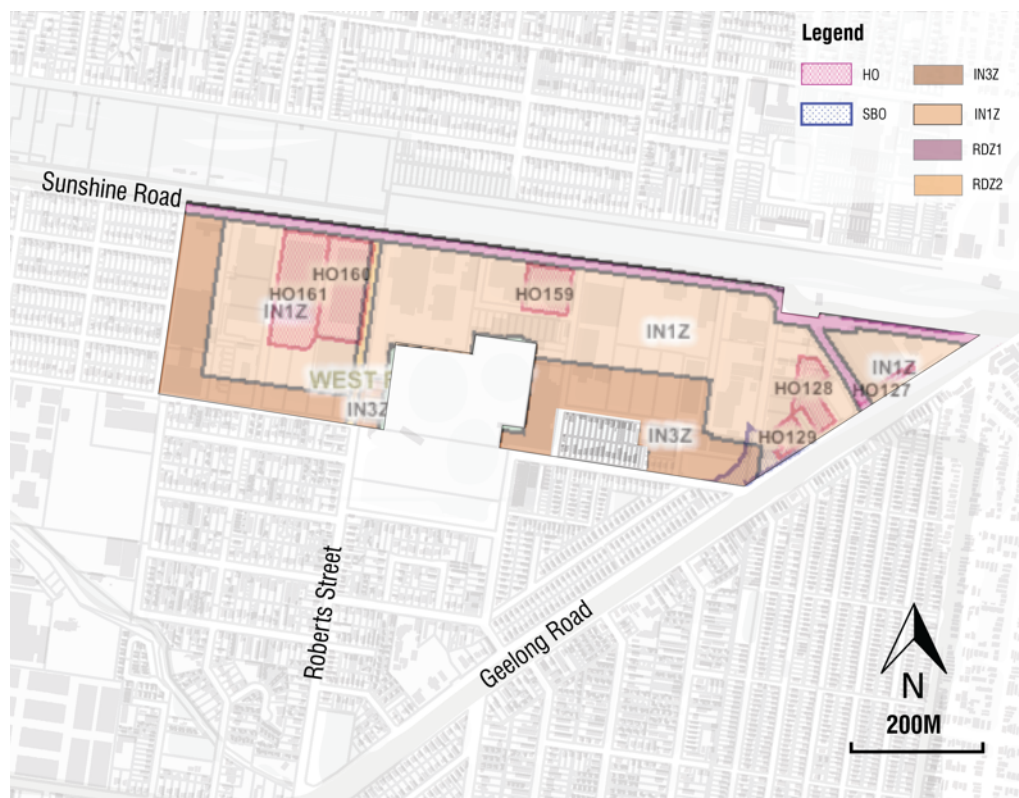 Legend
HO
IN3Z
SBO
IN1Z
RDZ1
RDZ2
Sunshine Road
HO160
HO161
IN1Z
HO159
IN1Z
IN1Z
HO127
HO128
WEST
IN3Z
HO129
IN3Z
Roberts Street
Geelong Road
N
200M